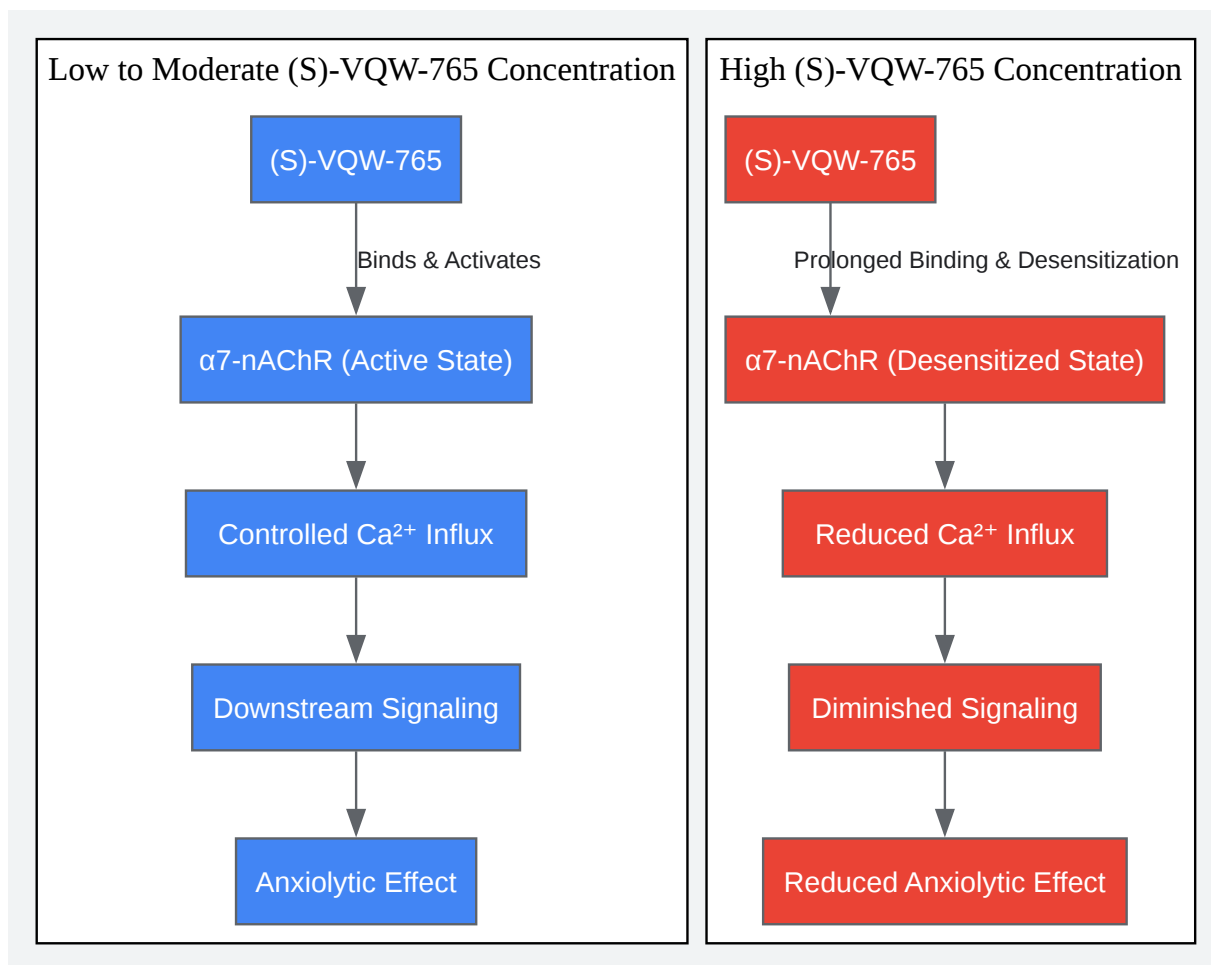 Low to Moderate (S)-VQW-765 Concentration
(S)-VQW-765
Binds & Activates
α7-nAChR (Active State)
Controlled Ca²⁺ Influx
Downstream Signaling
Anxiolytic Effect
High (S)-VQW-765 Concentration
(S)-VQW-765
Prolonged Binding & Desensitization
α7-nAChR (Desensitized State)
Reduced Ca²⁺ Influx
Diminished Signaling
Reduced Anxiolytic Effect